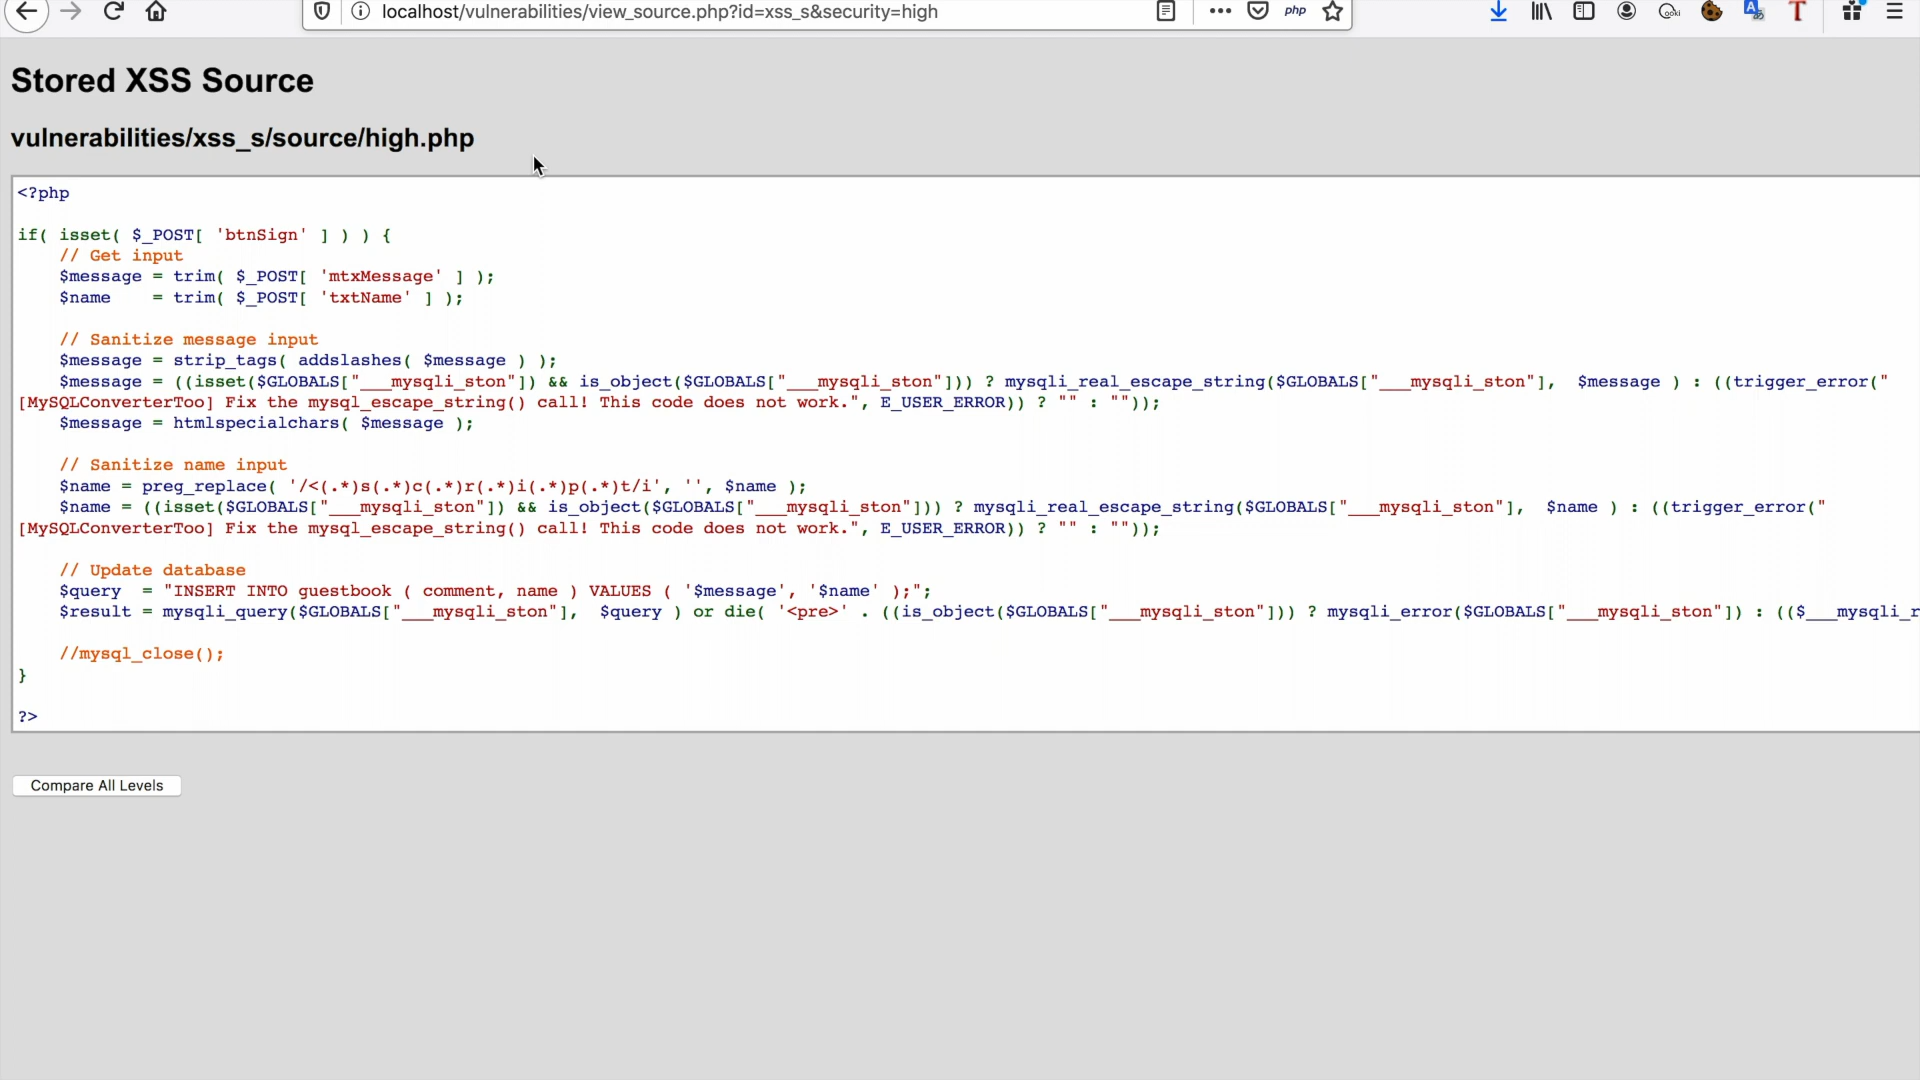 localhost/vulnerabilities/view_source.php?id=xss_s&security=high
php
Stored XSS Source
vulnerabilities/xss_s/source/high.php
<?php
if( isset( $_POST[ 'btnSign' ] ) ) {
    // Get input
    $message = trim( $_POST[ 'mtxMessage' ] );
    $name    = trim( $_POST[ 'txtName' ] );
    // Sanitize message input
    $message = strip_tags( addslashes( $message ) );
    $message = ((isset($GLOBALS["___mysqli_ston"]) && is_object($GLOBALS["___mysqli_ston"])) ? mysqli_real_escape_string($GLOBALS["___mysqli_ston"],  $message ) : ((trigger_error("
[MySQLConverterToo] Fix the mysql_escape_string() call! This code does not work.", E_USER_ERROR)) ? "" : ""));
    $message = htmlspecialchars( $message );
    // Sanitize name input
    $name = preg_replace( '/<(.*)s(.*)c(.*)r(.*)i(.*)p(.*)t/i', '', $name );
    $name = ((isset($GLOBALS["___mysqli_ston"]) && is_object($GLOBALS["___mysqli_ston"])) ? mysqli_real_escape_string($GLOBALS["___mysqli_ston"],  $name ) : ((trigger_error("
[MySQLConverterToo] Fix the mysql_escape_string() call! This code does not work.", E_USER_ERROR)) ? "" : ""));
    // Update database
    $query  = "INSERT INTO guestbook ( comment, name ) VALUES ( '$message', '$name' );";
    $result = mysqli_query($GLOBALS["___mysqli_ston"],  $query ) or die( '<pre>' . ((is_object($GLOBALS["___mysqli_ston"])) ? mysqli_error($GLOBALS["___mysqli_ston"]) : (($___mysqli_r
    //mysql_close();
}
?>
Compare All Levels